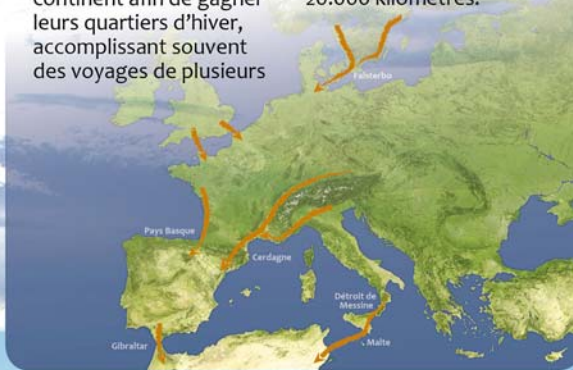 continent afin de gagner
leurs quartiers d'hiver,
accomplissant souvent
des voyages de plusieurs
20.000 kilomètres.
Falsterbo
Pays Basque
Cerdagne
Détroit de
Messine
Malte
Gibraltar